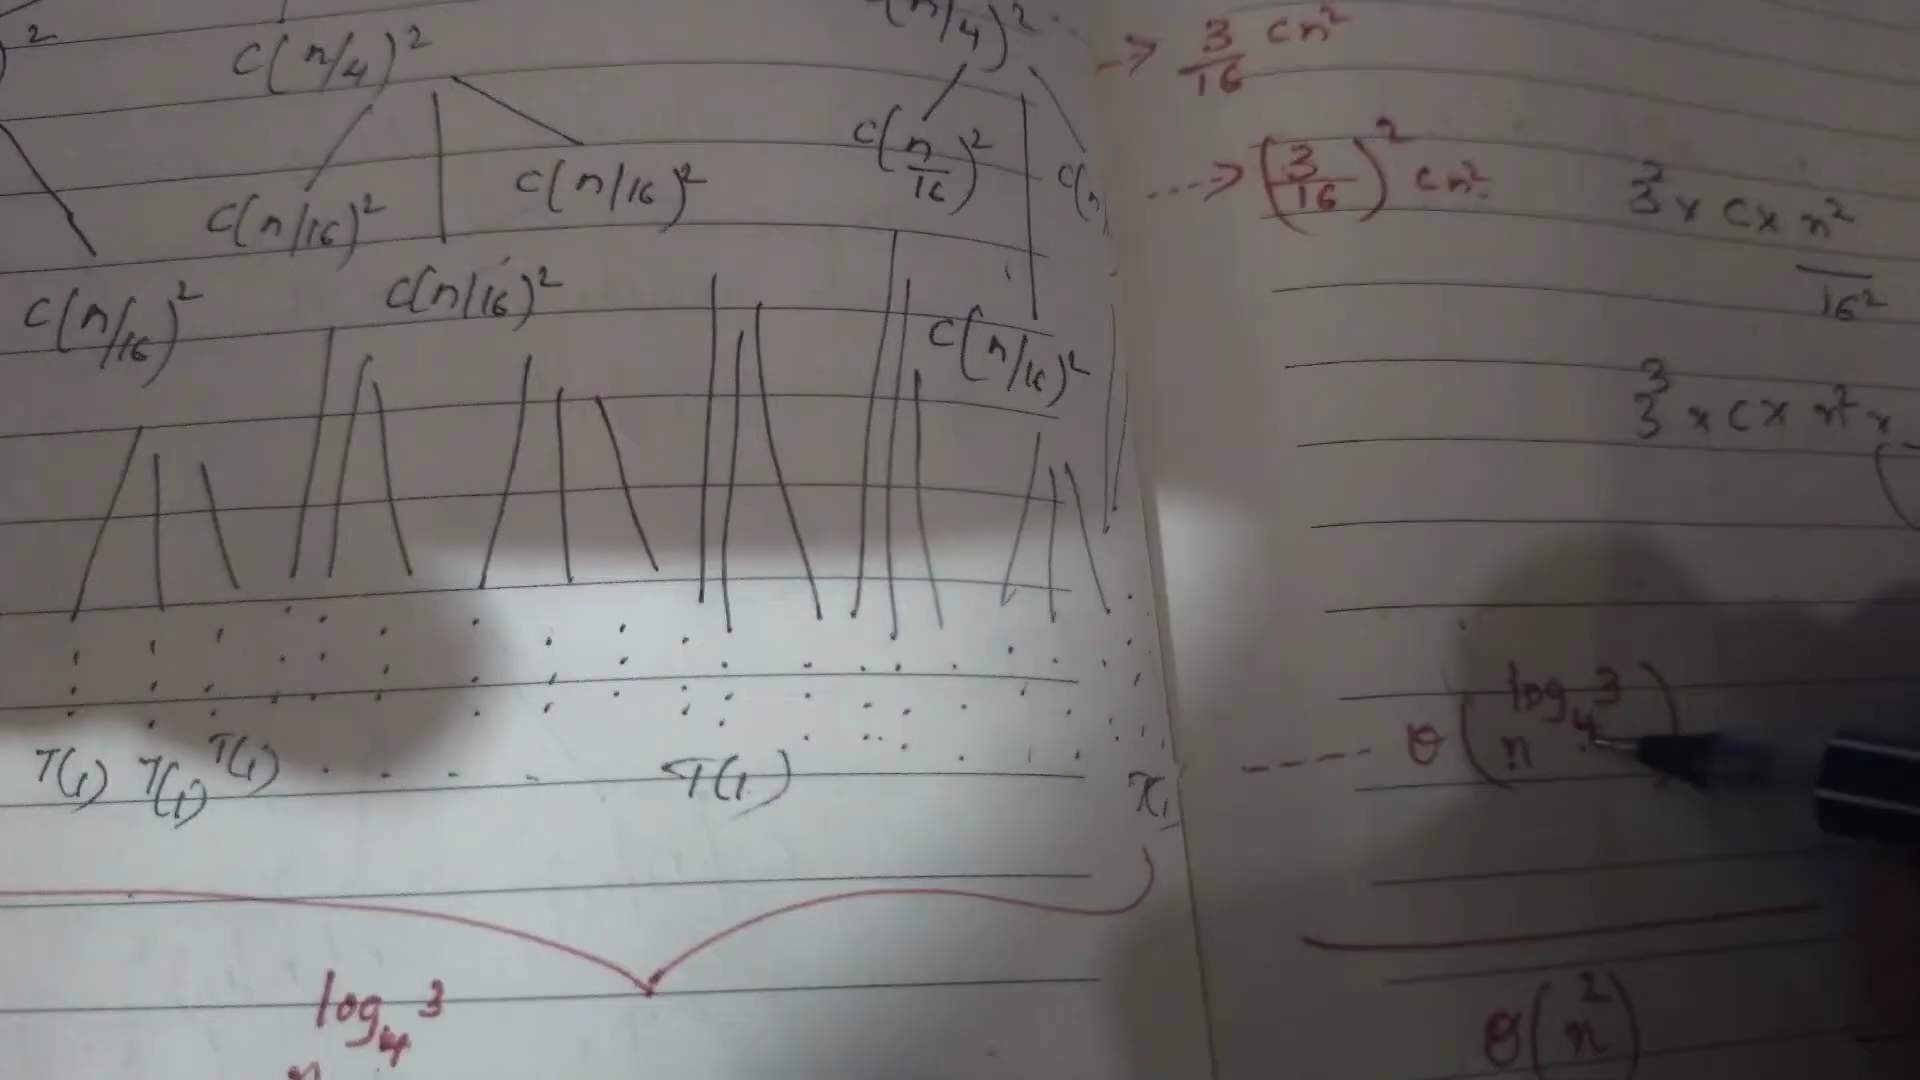 c(n/4)²
(n/4)²
3/16 cn²
c(n/16)²
c(n/16)²
c(n/16)²
c(n
(3/16)² cn²
3² x c x n²/16²
c(n/16)²
c(n/16)²
c(n/16)²
3³ x c x n² x
T(1) T(1) T(1) . . . . T(1)
θ(n^log₄3)
log₄3
n
θ(n²)